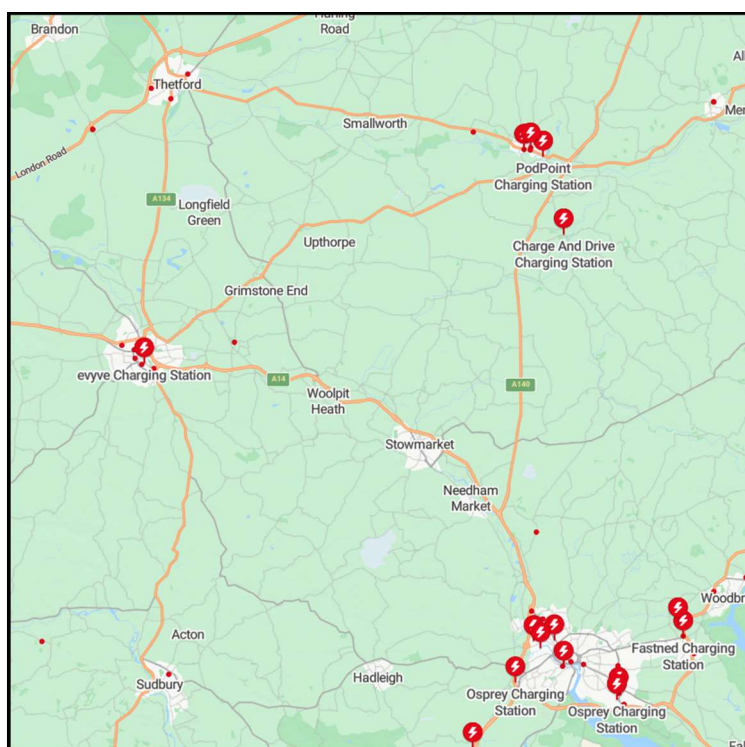 Brandon
Road
Thetford
Smallworth
London Road
PodPoint
Charging Station
A134
Longfield
Green
Upthorpe
Charge And Drive
Charging Station
Grimstone End
evyve Charging Station
A14
A140
Woolpit
Heath
Stowmarket
Needham
Market
Woodbr
Acton
Fastned Charging
Station
Sudbury
Hadleigh
Osprey Charging
Station
Osprey Charging
Station